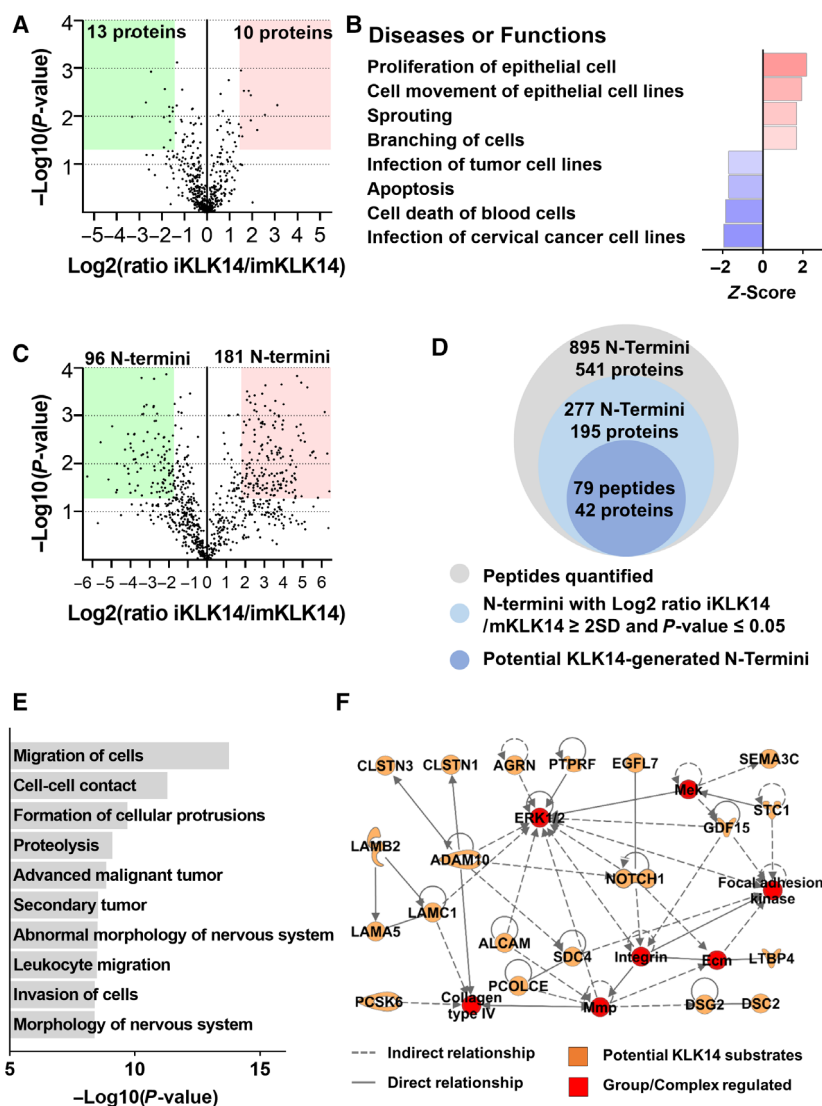 A
13 proteins
10 proteins
4
3
2
1
−Log10(P-value)
−5 −4 −3 −2 −1 0 1 2 3 4 5
Log2(ratio iKLK14/imKLK14)
B
Diseases or Functions
Proliferation of epithelial cell
Cell movement of epithelial cell lines
Sprouting
Branching of cells
Infection of tumor cell lines
Apoptosis
Cell death of blood cells
Infection of cervical cancer cell lines
−2 0 2
Z-Score
C
96 N-termini
181 N-termini
4
3
2
1
−Log10(P-value)
−6 −5 −4 −3 −2 −1 0 1 2 3 4 5 6
Log2(ratio iKLK14/imKLK14)
D
895 N-Termini
541 proteins
277 N-Termini
195 proteins
79 peptides
42 proteins
Peptides quantified
N-termini with Log2 ratio iKLK14
/mKLK14 ≥ 2SD and P-value ≤ 0.05
Potential KLK14-generated N-Termini
E
Migration of cells
Cell-cell contact
Formation of cellular protrusions
Proteolysis
Advanced malignant tumor
Secondary tumor
Abnormal morphology of nervous system
Leukocyte migration
Invasion of cells
Morphology of nervous system
5 10 15
−Log10(P-value)
F
CLSTN3
CLSTN1
AGRN
PTPRF
EGFL7
SEMA3C
Mek
STC1
ERK1/2
GDF15
LAMB2
ADAM10
NOTCH1
Focal adhesion
kinase
LAMC1
LAMA5
ALCAM
SDC4
Integrin
Ecm
LTBP4
PCOLCE
PCSK6
Collagen
type IV
Mmp
DSG2
DSC2
Indirect relationship
Direct relationship
Potential KLK14 substrates
Group/Complex regulated